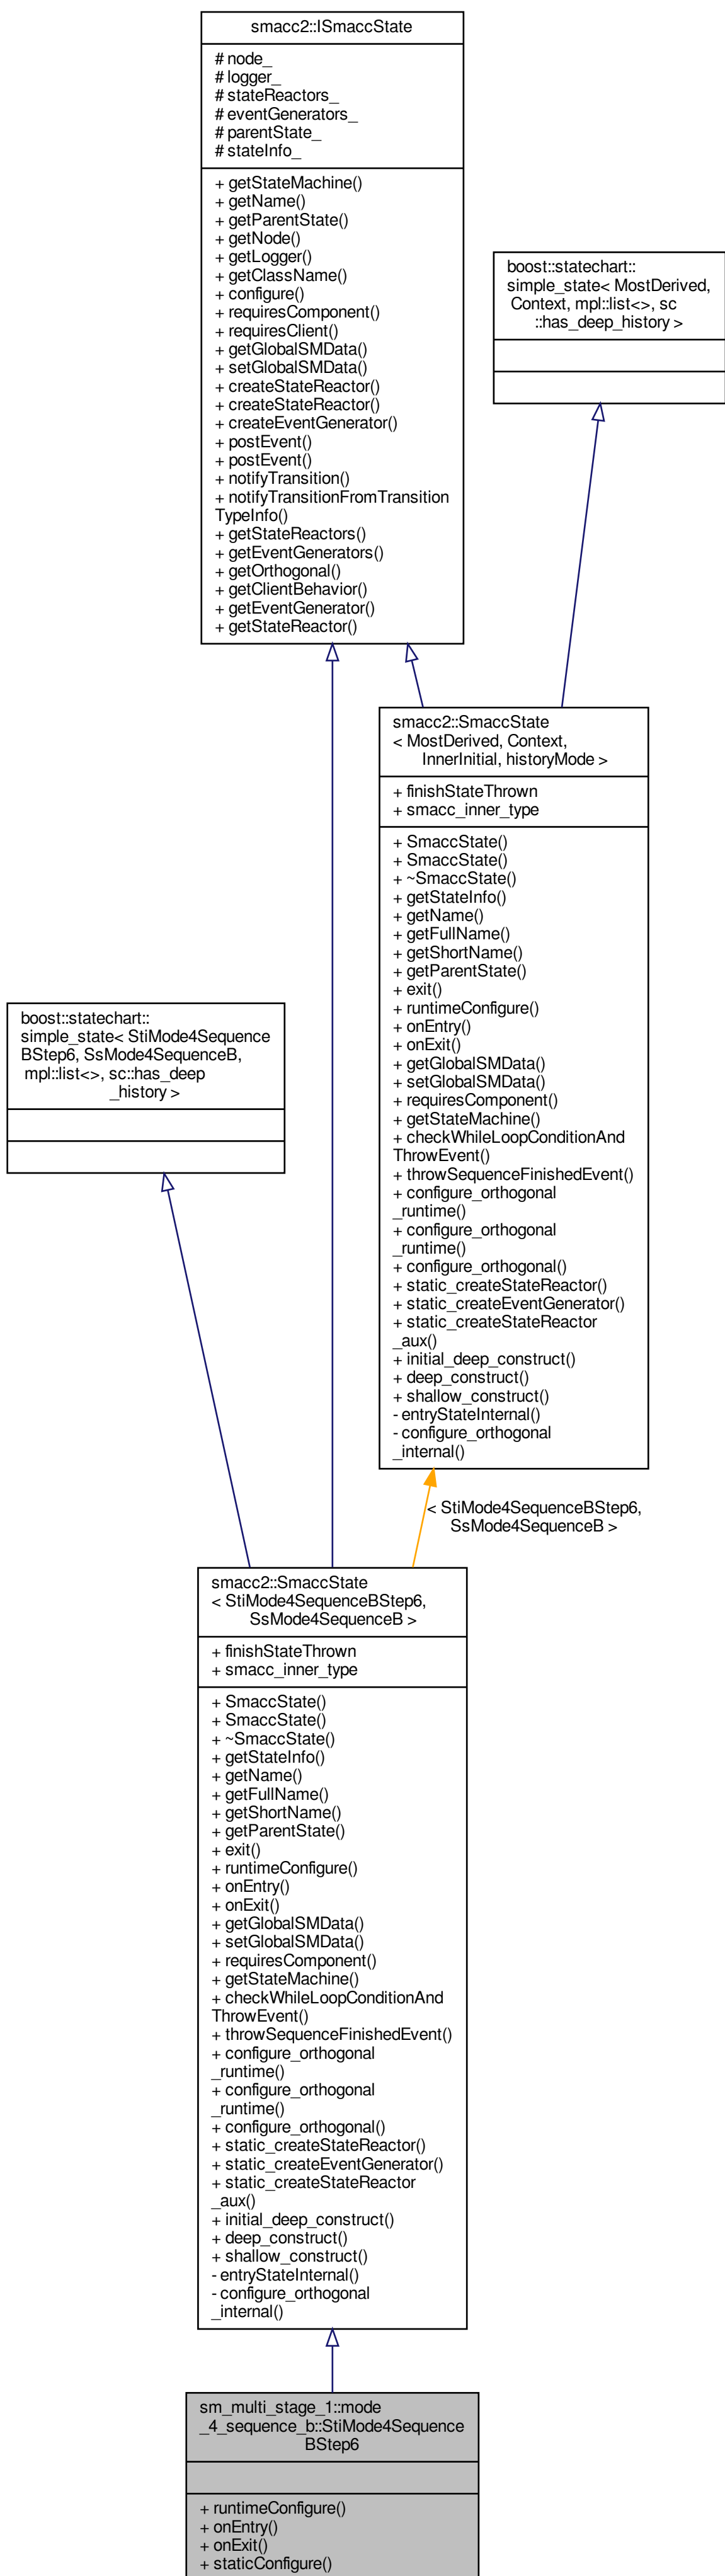 smacc2::ISmaccState
# node_
# logger_
# stateReactors_
# eventGenerators_
# parentState_
# stateInfo_
+ getStateMachine()
+ getName()
+ getParentState()
+ getNode()
+ getLogger()
+ getClassName()
+ configure()
+ requiresComponent()
+ requiresClient()
+ getGlobalSMData()
+ setGlobalSMData()
+ createStateReactor()
+ createStateReactor()
+ createEventGenerator()
+ postEvent()
+ postEvent()
+ notifyTransition()
+ notifyTransitionFromTransition
TypeInfo()
+ getStateReactors()
+ getEventGenerators()
+ getOrthogonal()
+ getClientBehavior()
+ getEventGenerator()
+ getStateReactor()
boost::statechart::
simple_state< MostDerived,
Context, mpl::list<>, sc
::has_deep_history >
smacc2::SmaccState
< MostDerived, Context,
InnerInitial, historyMode >
+ finishStateThrown
+ smacc_inner_type
+ SmaccState()
+ SmaccState()
+ ~SmaccState()
+ getStateInfo()
+ getName()
+ getFullName()
+ getShortName()
+ getParentState()
+ exit()
+ runtimeConfigure()
+ onEntry()
+ onExit()
+ getGlobalSMData()
+ setGlobalSMData()
+ requiresComponent()
+ getStateMachine()
+ checkWhileLoopConditionAnd
ThrowEvent()
+ throwSequenceFinishedEvent()
+ configure_orthogonal
_runtime()
+ configure_orthogonal
_runtime()
+ configure_orthogonal()
+ static_createStateReactor()
+ static_createEventGenerator()
+ static_createStateReactor
_aux()
+ initial_deep_construct()
+ deep_construct()
+ shallow_construct()
- entryStateInternal()
- configure_orthogonal
_internal()
boost::statechart::
simple_state< StiMode4Sequence
BStep6, SsMode4SequenceB,
mpl::list<>, sc::has_deep
_history >
< StiMode4SequenceBStep6,
SsMode4SequenceB >
smacc2::SmaccState
< StiMode4SequenceBStep6,
SsMode4SequenceB >
+ finishStateThrown
+ smacc_inner_type
+ SmaccState()
+ SmaccState()
+ ~SmaccState()
+ getStateInfo()
+ getName()
+ getFullName()
+ getShortName()
+ getParentState()
+ exit()
+ runtimeConfigure()
+ onEntry()
+ onExit()
+ getGlobalSMData()
+ setGlobalSMData()
+ requiresComponent()
+ getStateMachine()
+ checkWhileLoopConditionAnd
ThrowEvent()
+ throwSequenceFinishedEvent()
+ configure_orthogonal
_runtime()
+ configure_orthogonal
_runtime()
+ configure_orthogonal()
+ static_createStateReactor()
+ static_createEventGenerator()
+ static_createStateReactor
_aux()
+ initial_deep_construct()
+ deep_construct()
+ shallow_construct()
- entryStateInternal()
- configure_orthogonal
_internal()
sm_multi_stage_1::mode
_4_sequence_b::StiMode4Sequence
BStep6
+ runtimeConfigure()
+ onEntry()
+ onExit()
+ staticConfigure()